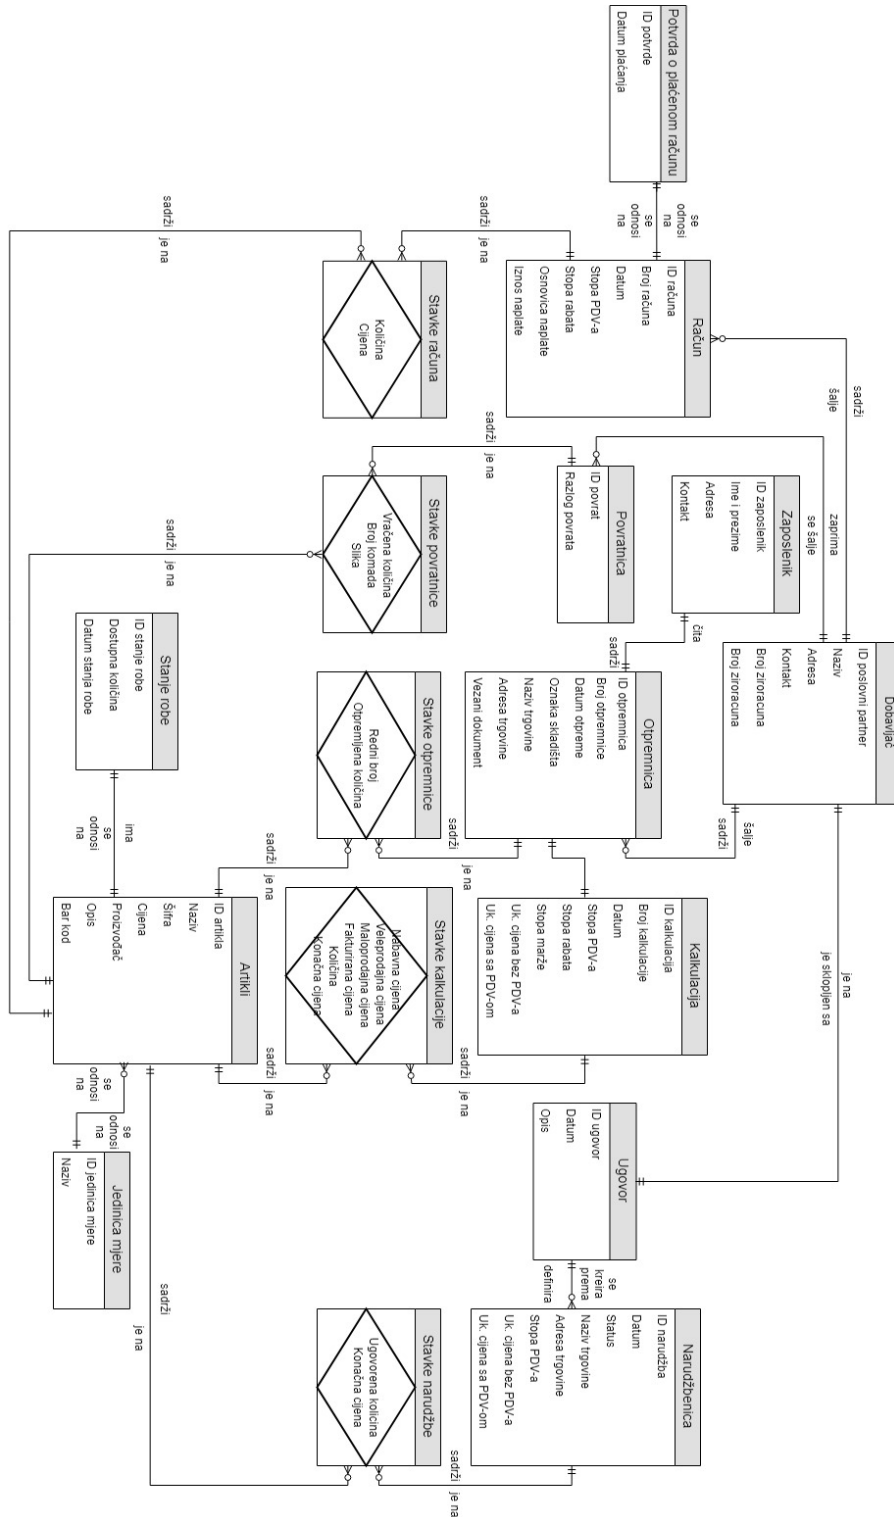 Potvrda o plaćenom računu
ID potvrde
Datum plaćanja
se
odnosi
na
se
odnosi
na
Račun
ID računa
Broj računa
Datum
Stopa PDV-a
Stopa rabata
Osnovica naplate
Iznos naplate
sadrži
šalje
sadrži
je na
Stavke računa
Količina
Cijena
sadrži
je na
Dobavljač
ID poslovni partner
Naziv
Adresa
Kontakt
Broj ziroracuna
Broj ziroracuna
zaprima
se šalje
Zaposlenik
ID zaposlenik
Ime i prezime
Adresa
Kontakt
Povratnica
ID povrat
Razlog povrata
sadrži
je na
Stavke povratnice
Vraćena količina
Broj komada
Slika
sadrži
je na
čita
sadrži
Otpremnica
ID otpremnica
Broj otpremnice
Datum otpreme
Oznaka skladišta
Naziv trgovine
Adresa trgovine
Vezani dokument
šalje
sadrži
Stavke otpremnice
Redni broj
Otpremljena količina
sadrži
je na
sadrži
je na
Stanje robe
ID stanje robe
Dostupna količina
Datum stanja robe
ima
se
odnosi
na
Kalkulacija
ID kalkulacija
Broj kalkulacije
Datum
Stopa PDV-a
Stopa rabata
Stopa marže
Uk. cijena bez PDV-a
Uk. cijena sa PDV-om
Stavke kalkulacije
Nabavna cijena
Veleprodajna cijena
Maloprodajna cijena
Fakturirana cijena
Količina
Konačna cijena
sadrži
je na
sadrži
je na
Artikli
ID artikla
Naziv
Šifra
Cijena
Proizvođač
Opis
Bar kod
je na
je sklopljen sa
Ugovor
ID ugovor
Datum
Opis
se
kreira
prema
definira
se
odnosi
na
se
odnosi
na
Jedinica mjere
ID jedinica mjere
Naziv
Narudžbenica
ID narudžba
Datum
Status
Naziv trgovine
Adresa trgovine
Stopa PDV-a
Uk. cijena bez PDV-a
Uk. cijena sa PDV-om
Stavke narudžbe
Ugovorena kolicina
Konačna cijena
sadrži
je na
sadrži
je na